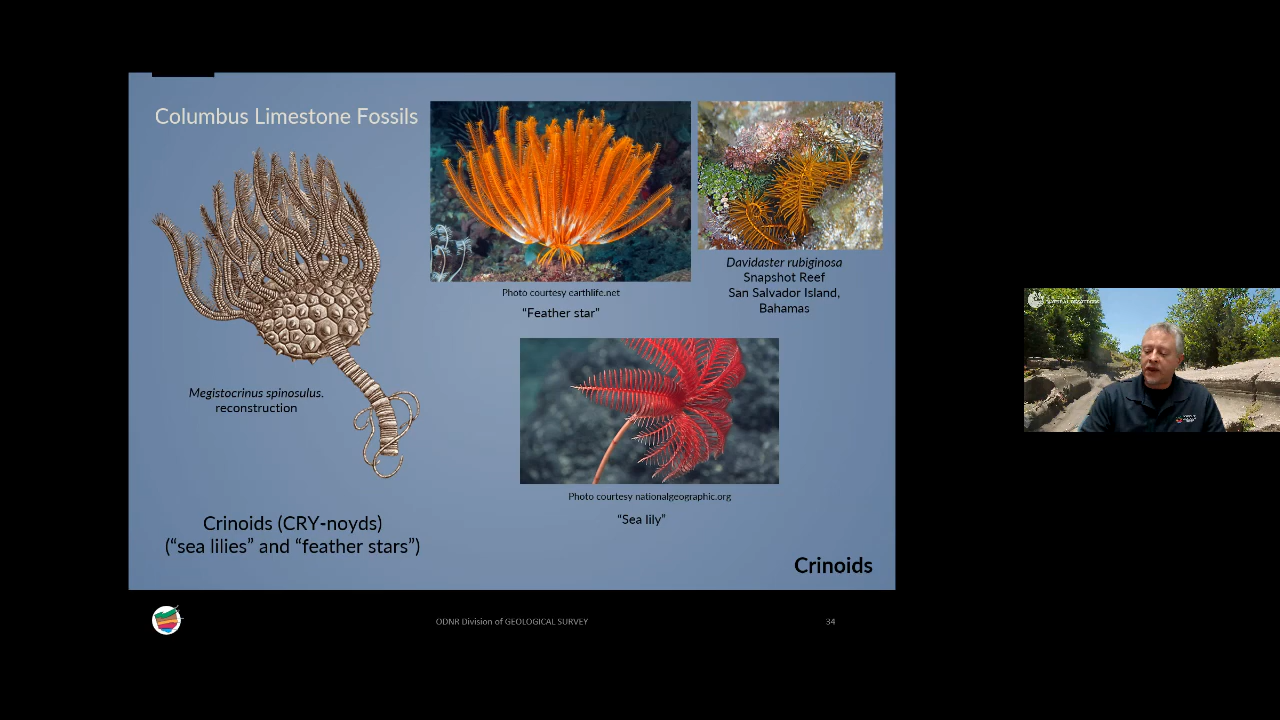 Columbus Limestone Fossils
Photo courtesy earthlife.net
"Feather star"
Davidaster rubiginosa
Snapshot Reef
San Salvador Island,
Bahamas
Megistocrinus spinosulus.
reconstruction
Photo courtesy nationalgeographic.org
"Sea lily"
Crinoids (CRY-noyds)
("sea lilies" and "feather stars")
Crinoids
ODNR Division of GEOLOGICAL SURVEY
34